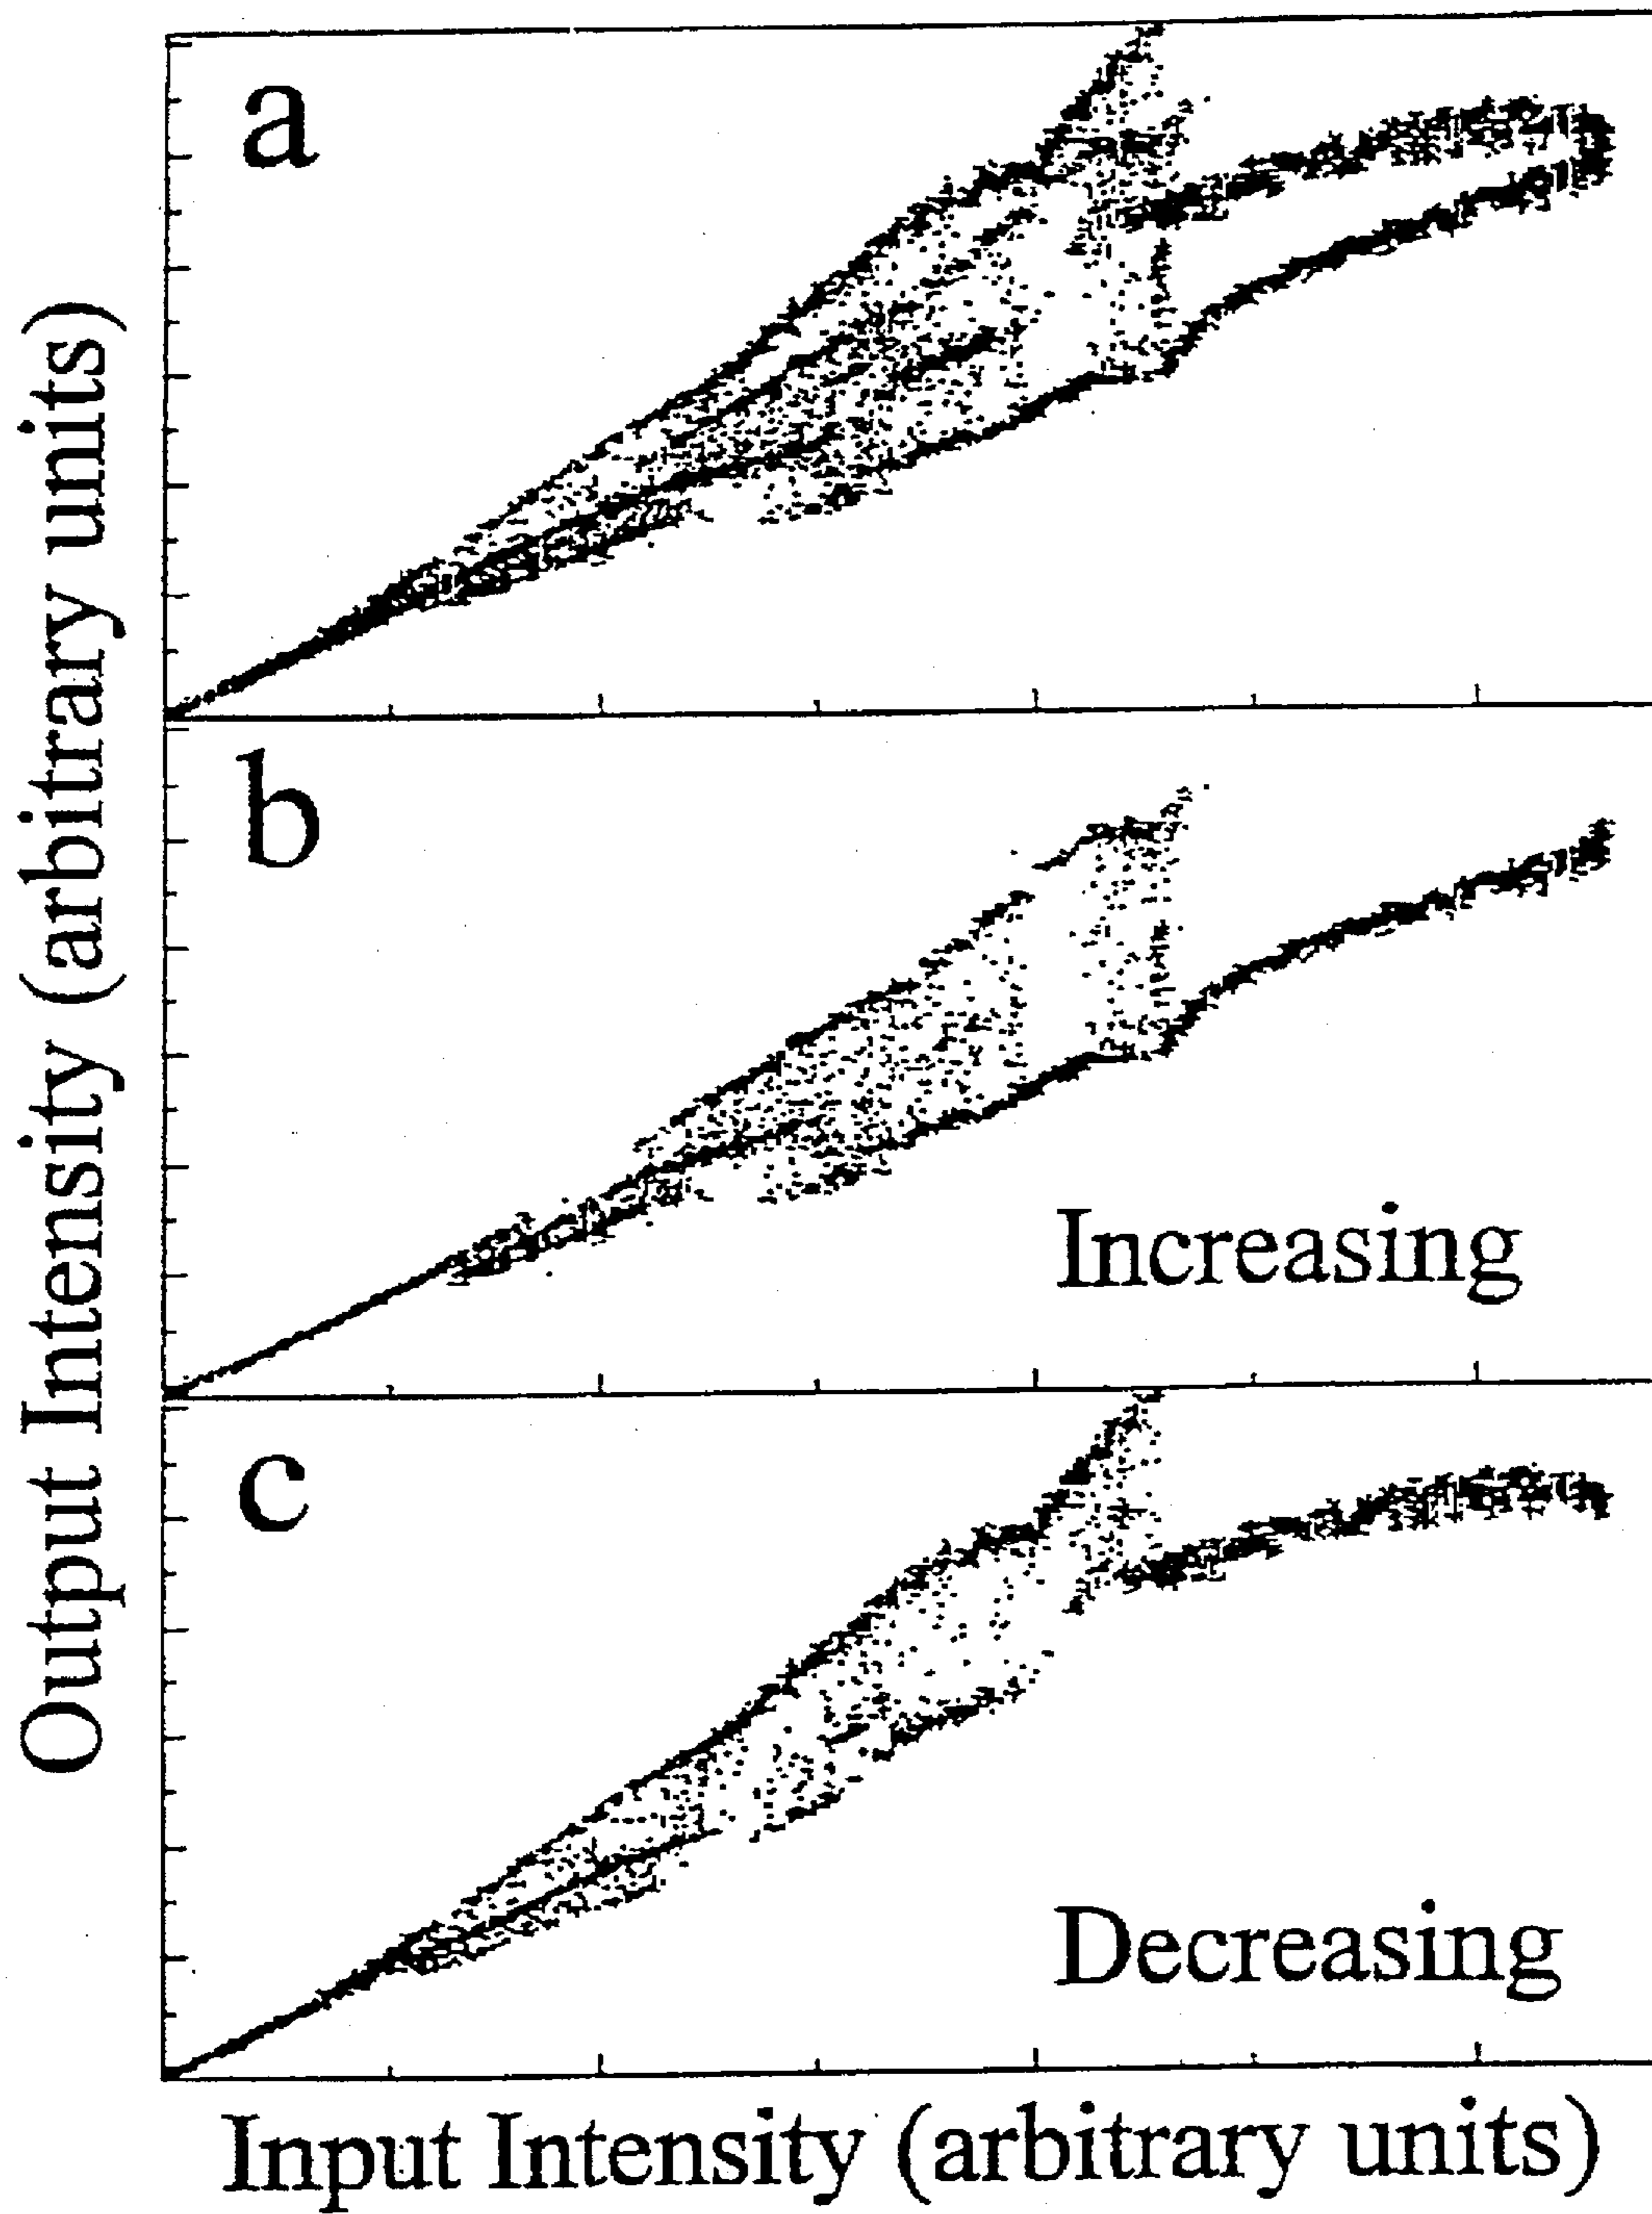 Output Intensity (arbitrary units)
a
b
Increasing
c
Decreasing
Input Intensity (arbitrary units)